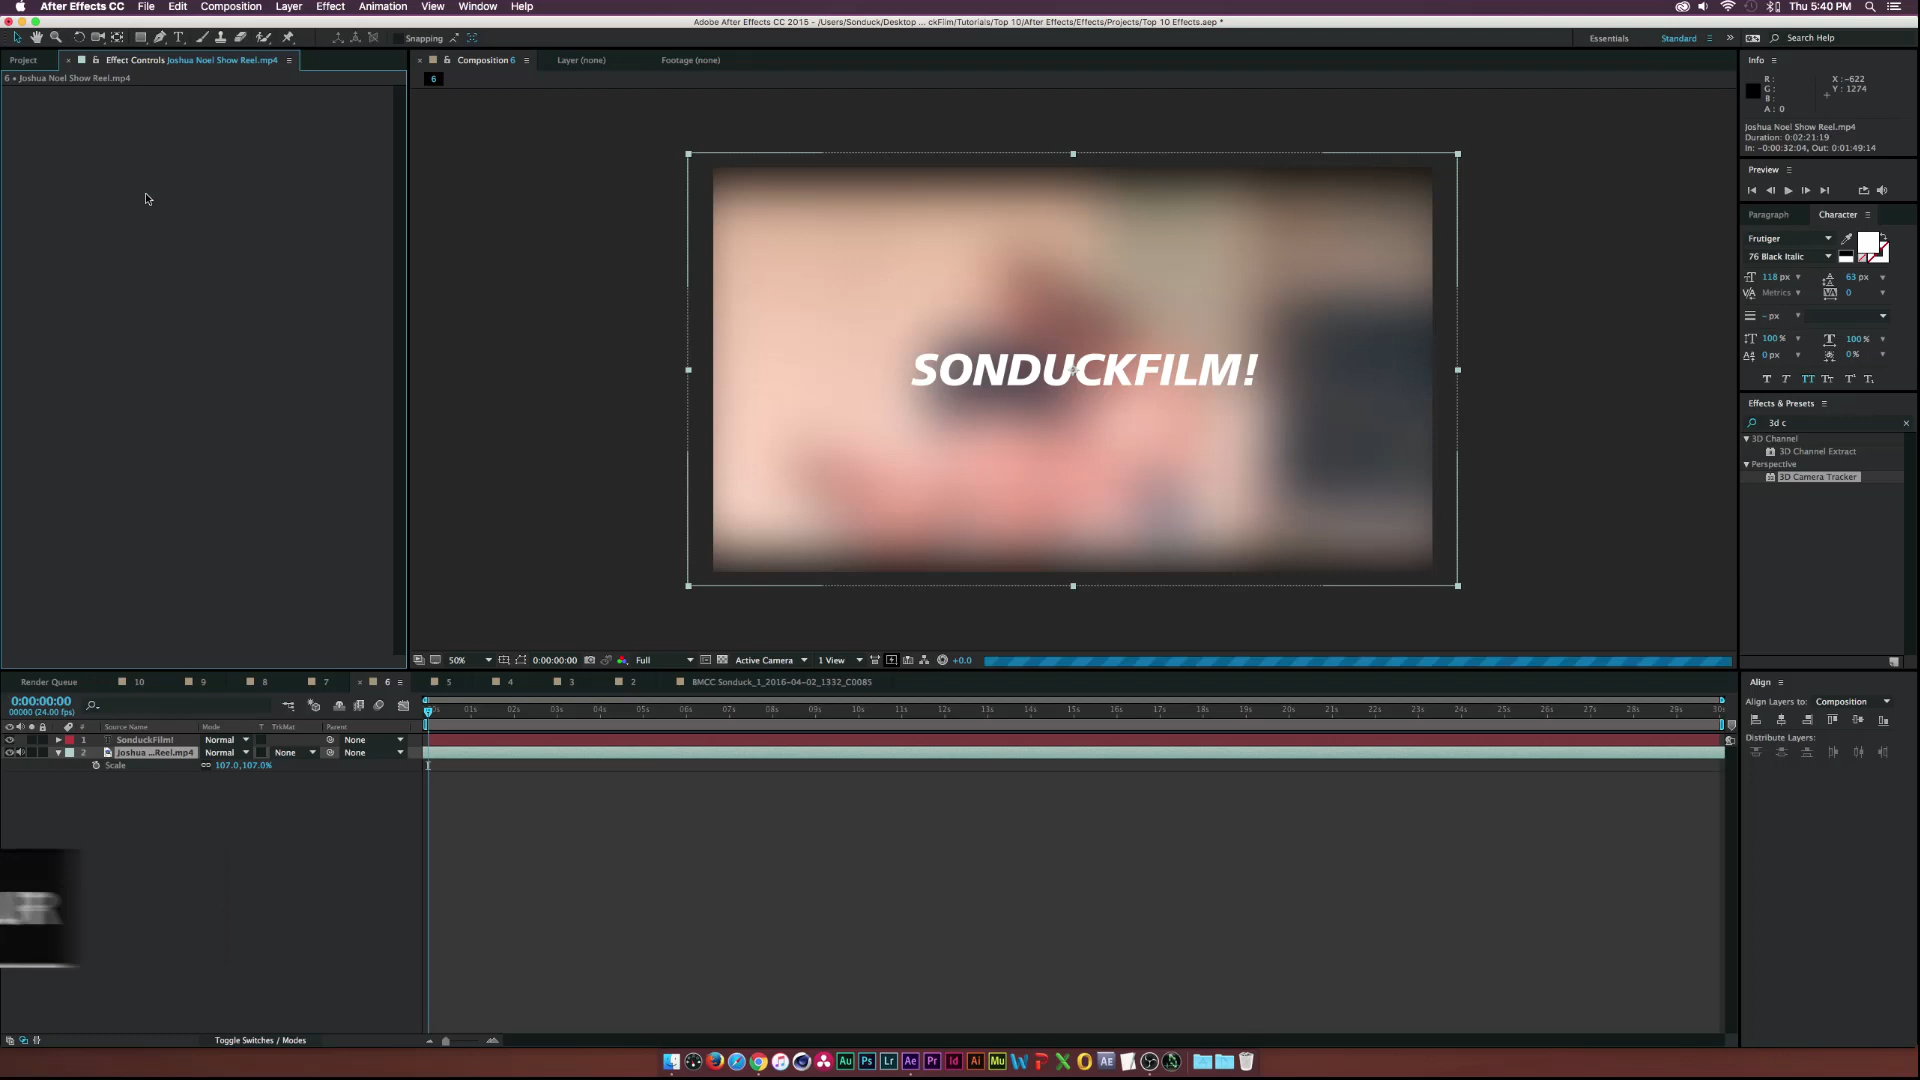 After Effects CC File Edit Composition Layer Effect Animation View Window Help Thu 5:40 PM
Adobe After Effects CC 2015 - /Users/Sonduck/Desktop ... ckFilm/Tutorials/Top 10/After Effects/Effects/Projects/Top 10 Effects.aep *
Snapping Essentials Standard Search Help
Project Effect Controls Joshua Noel Show Reel.mp4 Composition 6 Layer (none) Footage (none) Info
6 • Joshua Noel Show Reel.mp4
6
R : X : -622
G : Y : 1274
B :
A : 0
Joshua Noel Show Reel.mp4
Duration: 0:02:21:19
In: -0:00:32:04, Out: 0:01:49:14
Preview
Paragraph Character
Frutiger
76 Black Italic
118 px 63 px
Metrics 0
- px
100 % 100 %
0 px 0 %
SONDUCKFILM!
Effects & Presets
3d c
3D Channel
3D Channel Extract
Perspective
3D Camera Tracker
50% 0:00:00:00 Full Active Camera 1 View +0.0
Render Queue 10 9 8 7 6 5 4 3 2 BMCC Sonduck_1_2016-04-02_1332_C0085 Align
0:00:00:00
00000 (24.00 fps)
Align Layers to: Composition
01s 02s 03s 04s 05s 06s 07s 08s 09s 10s 11s 12s 13s 14s 15s 16s 17s 18s 19s 20s 21s 22s 23s 24s 25s 26s 27s 28s 29s 30s
# Source Name Mode T TrkMat Parent
1 SonduckFilm! Normal None
2 Joshua ...Reel.mp4 Normal None None
Scale 107.0,107.0%
Distribute Layers:
Toggle Switches / Modes
Au Ps Lr Ae Pr Id Ai Mu AE